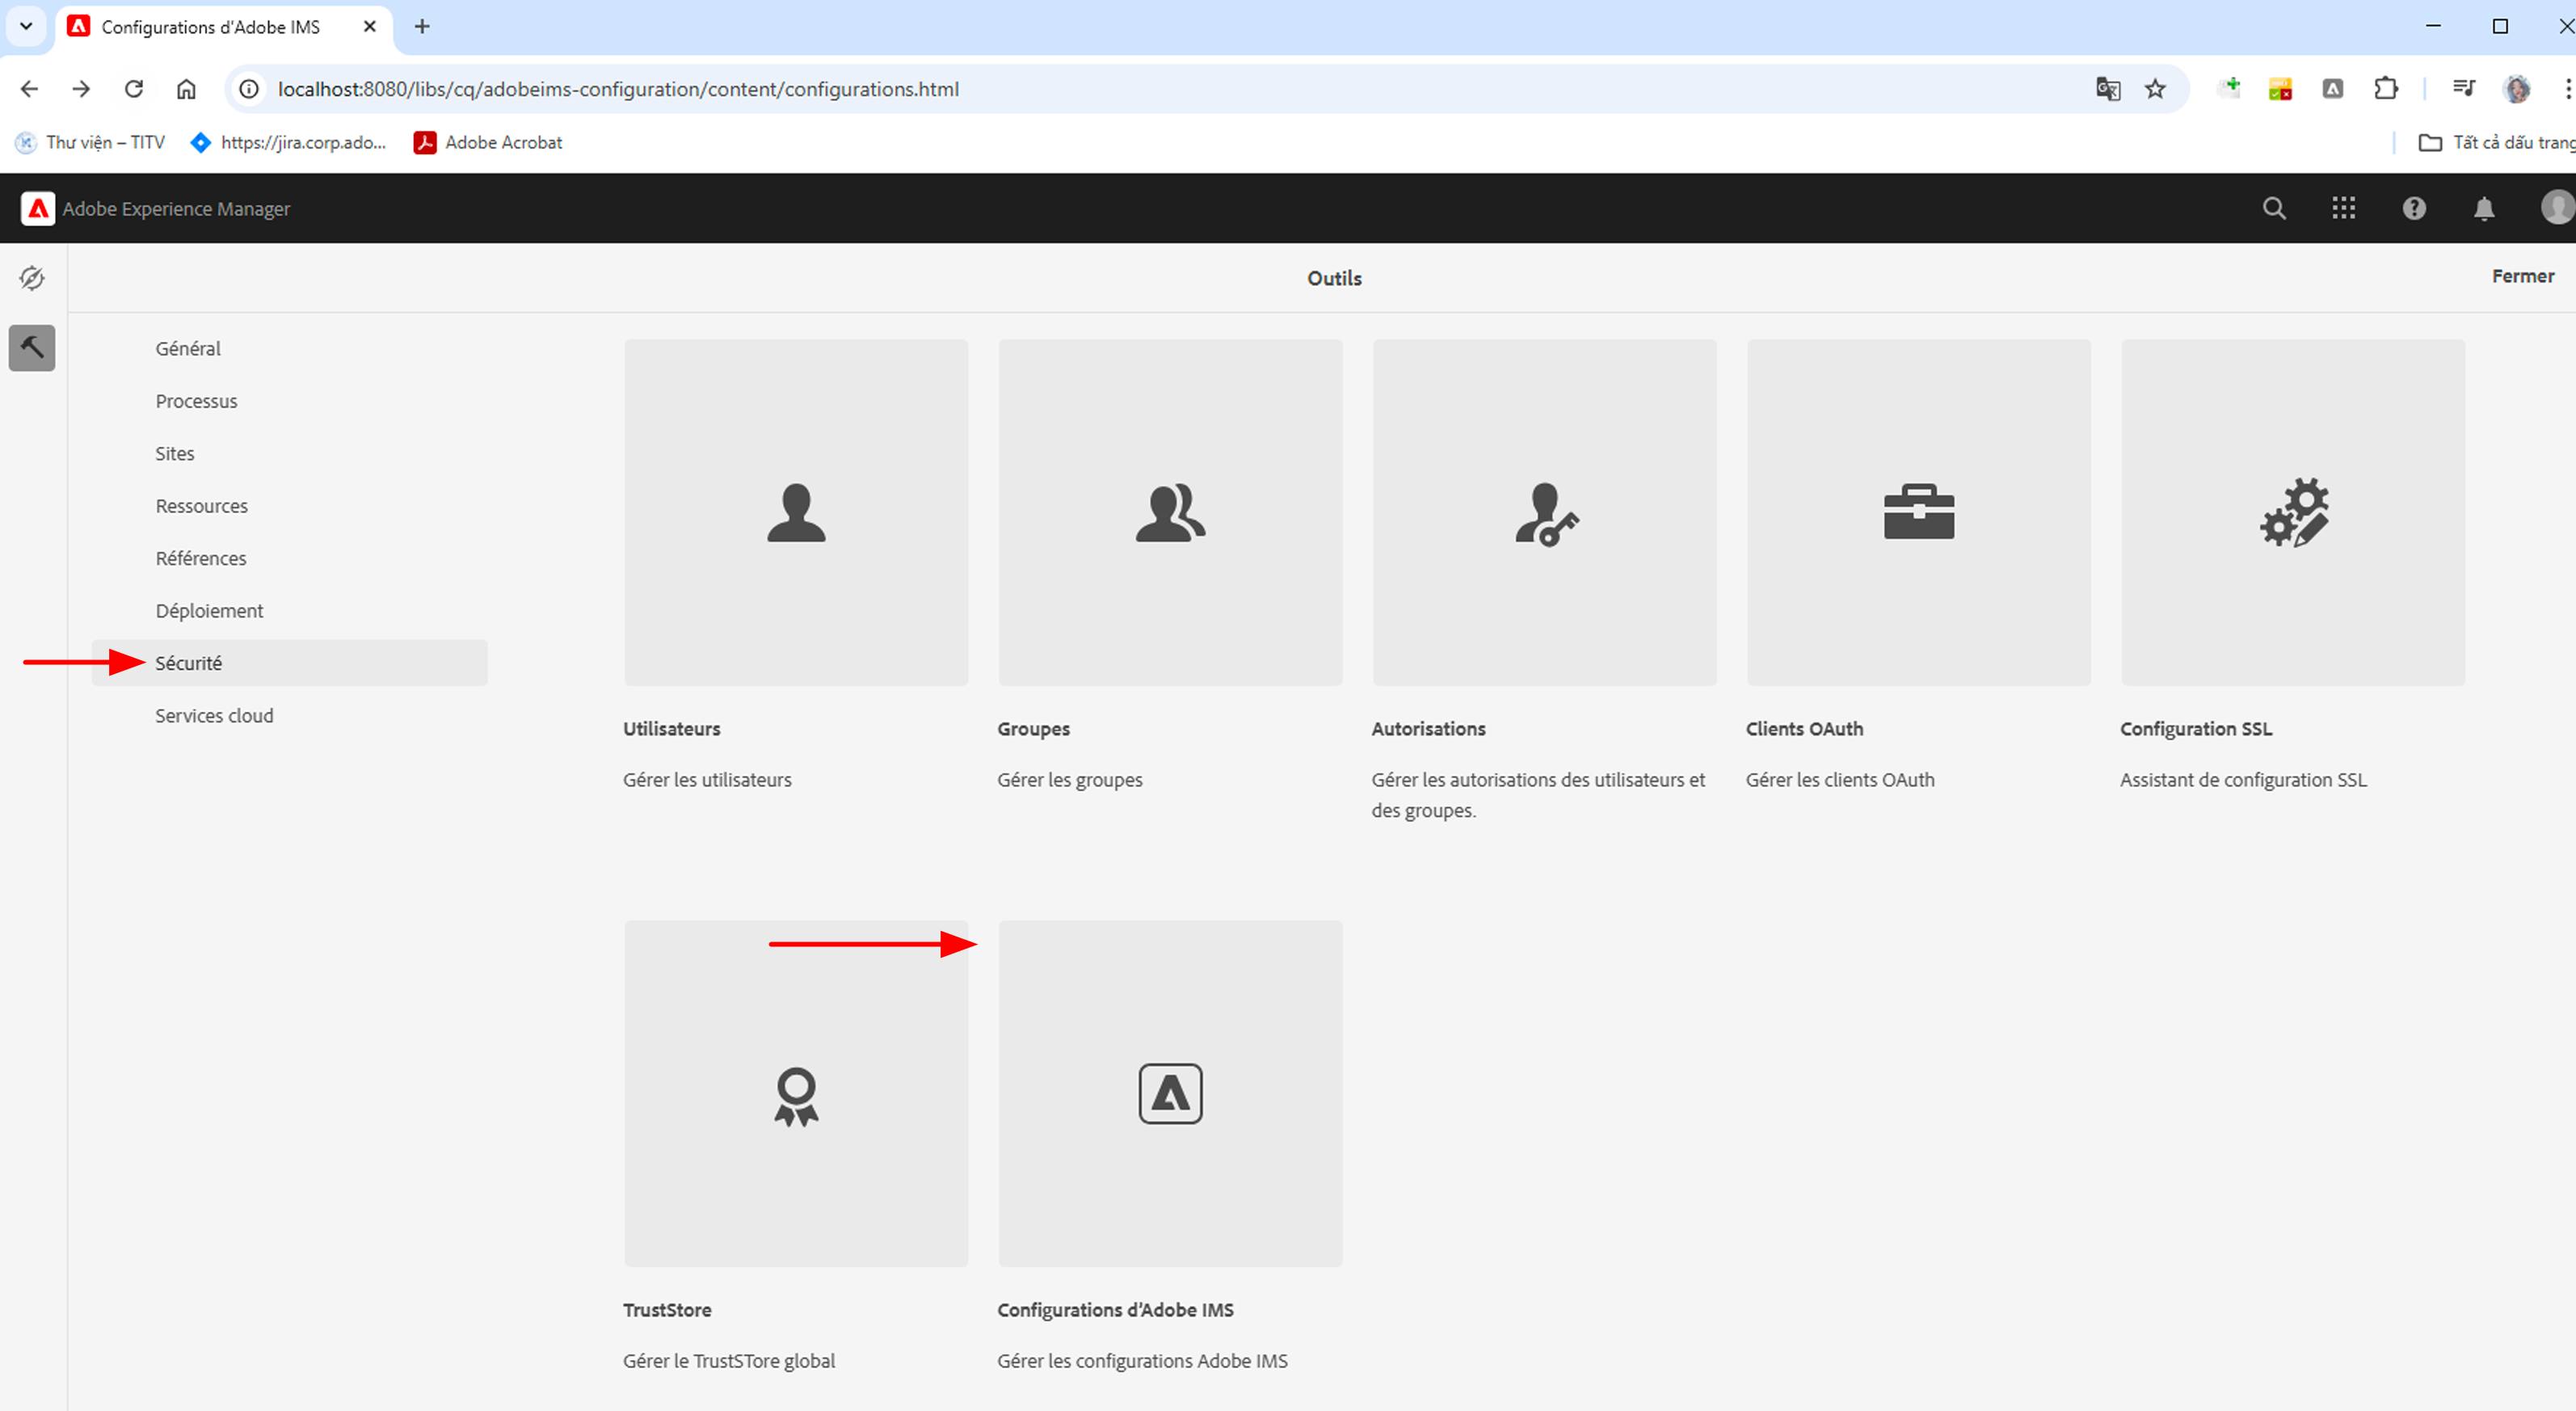 Configurations d'Adobe IMS
localhost:8080/libs/cq/adobeims-configuration/content/configurations.html
Thư viện – TITV
https://jira.corp.ado...
Adobe Acrobat
Tất cả dấu trang
Adobe Experience Manager
Outils
Fermer
Général
Processus
Sites
Ressources
Références
Déploiement
Sécurité
Services cloud
Utilisateurs
Gérer les utilisateurs
Groupes
Gérer les groupes
Autorisations
Gérer les autorisations des utilisateurs et
des groupes.
Clients OAuth
Gérer les clients OAuth
Configuration SSL
Assistant de configuration SSL
TrustStore
Gérer le TrustSTore global
Configurations d’Adobe IMS
Gérer les configurations Adobe IMS